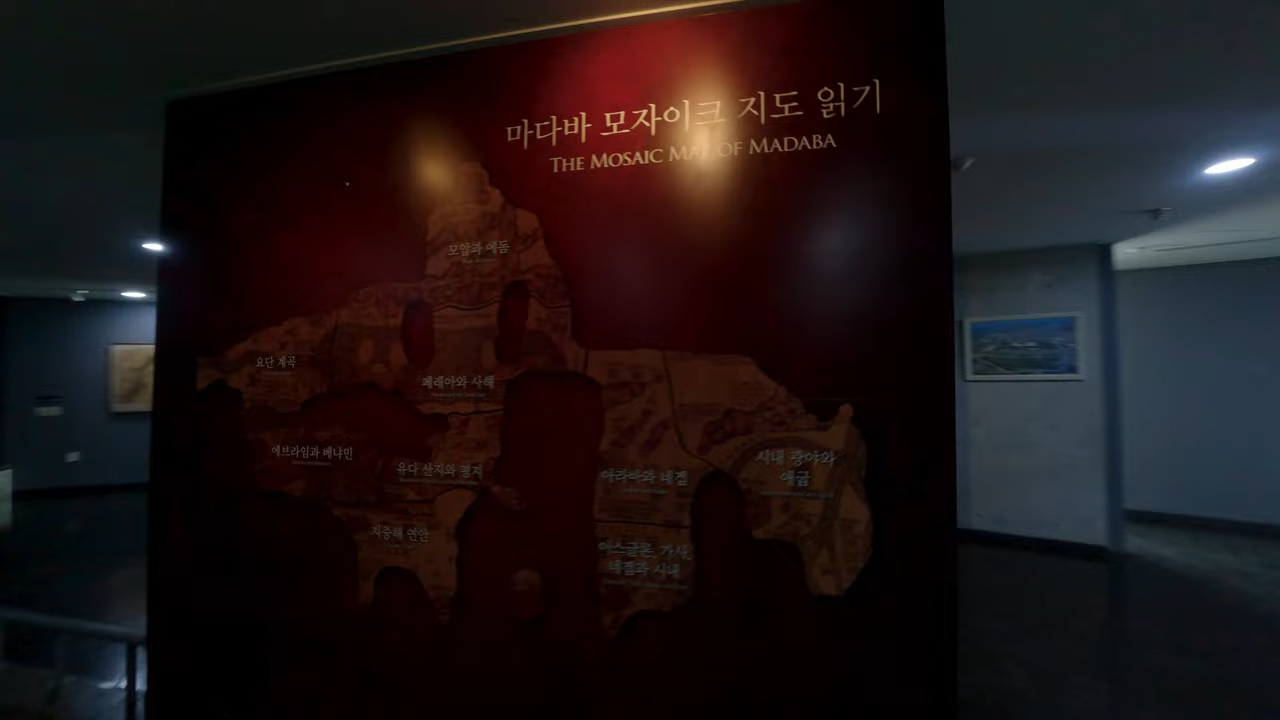 마다바 모자이크 지도 읽기
THE MOSAIC MAP OF MADABA
모압과 에돔
요단 계곡
페레아와 사해
에브라임과 베냐민
유다 산지와 평지
아라바와 네겝
시내 광야와
애굽
지중해 연안
아스글론, 가사,
네겝과 시내